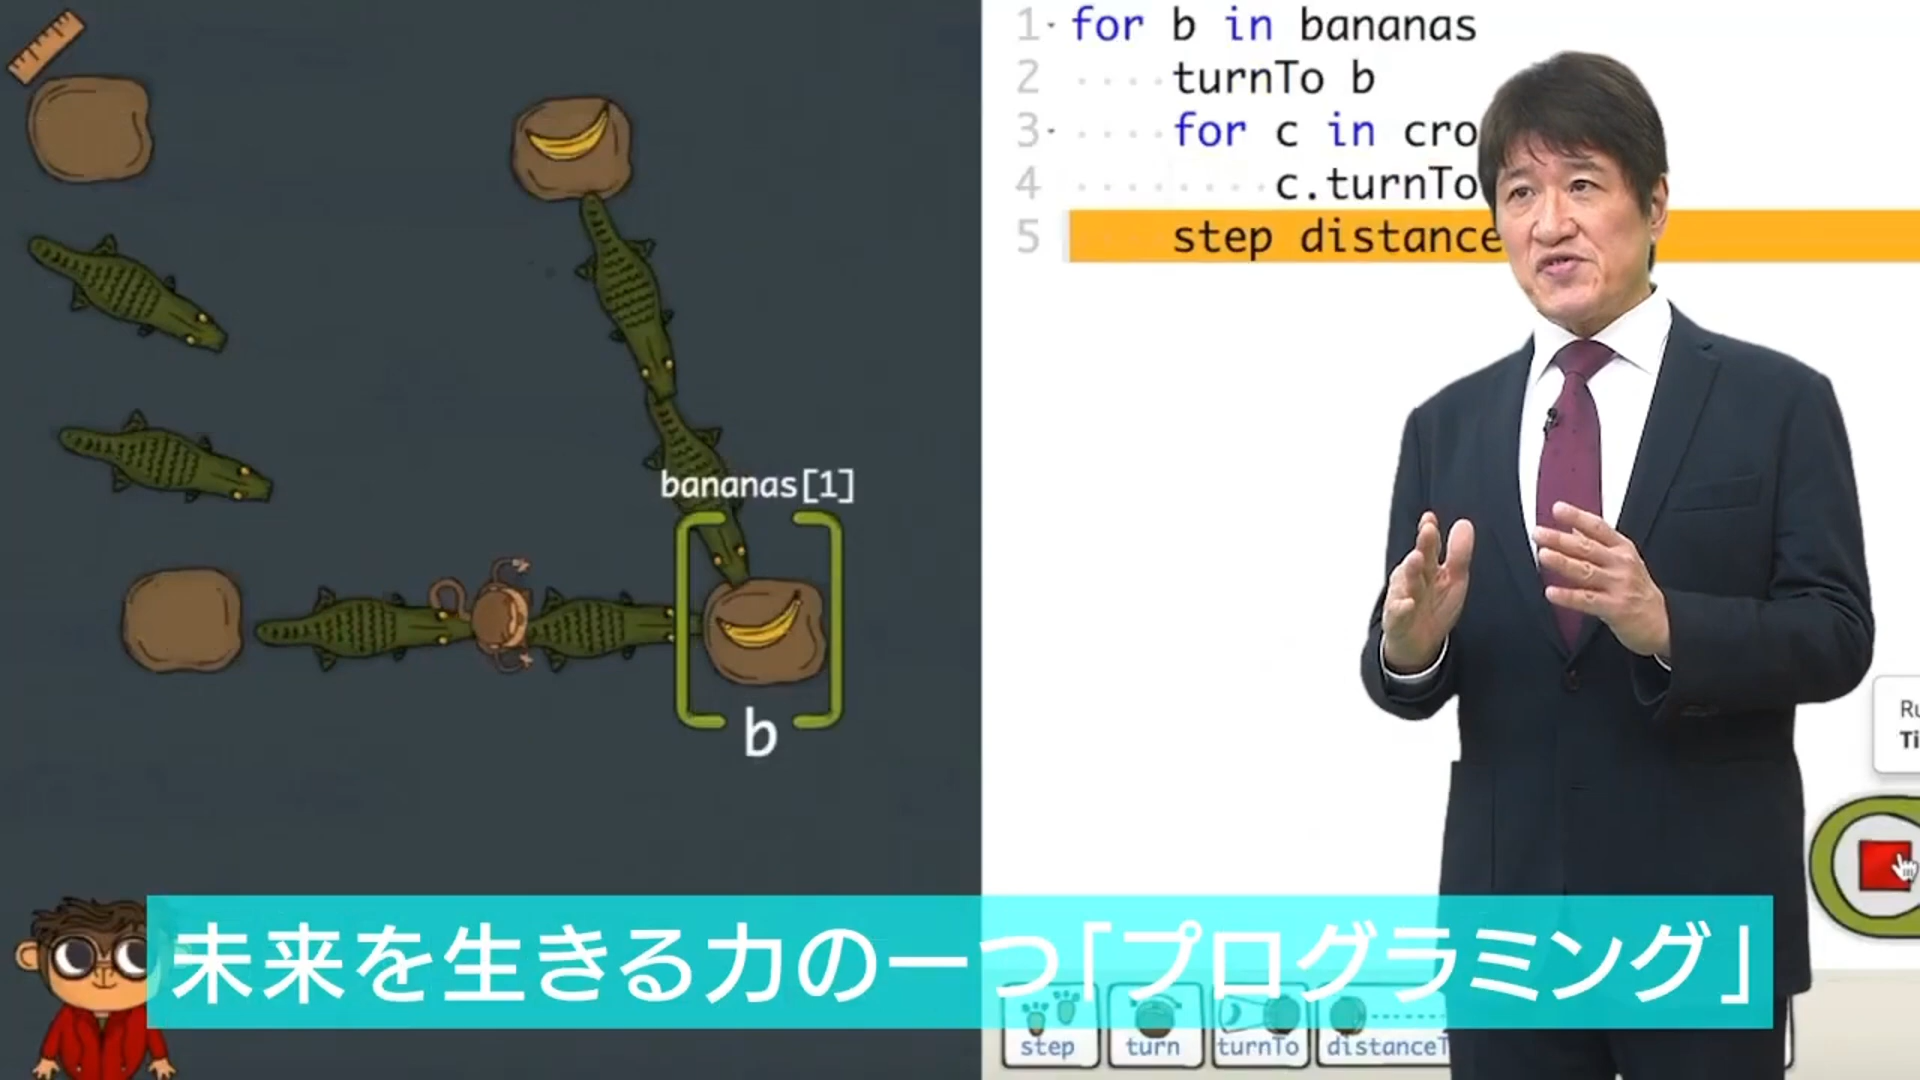 bananas[1]
b
1 for b in bananas
2 turnTo b
3 for c in cro
4 c.turnTo
5 step distance
Ru
Ti
未来を生きる力の一つ「プログラミング」
step turn turnTo distanceT